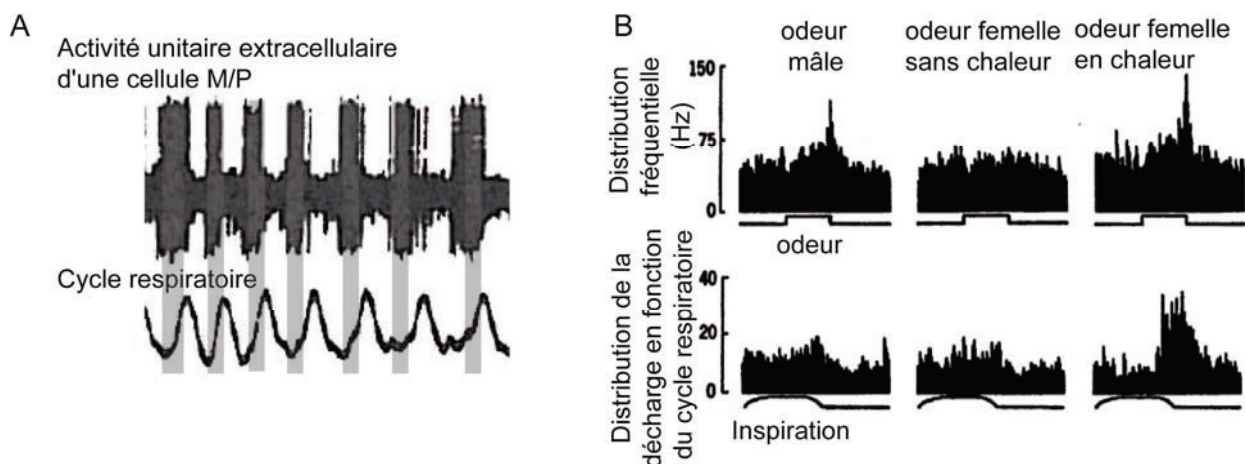 A
Activité unitaire extracellulaire
d'une cellule M/P
Cycle respiratoire
B
odeur
mâle
odeur femelle
sans chaleur
odeur femelle
en chaleur
Distribution
fréquentielle
(Hz)
150
75
0
odeur
Distribution de la
décharge en fonction
du cycle respiratoire
40
20
0
Inspiration